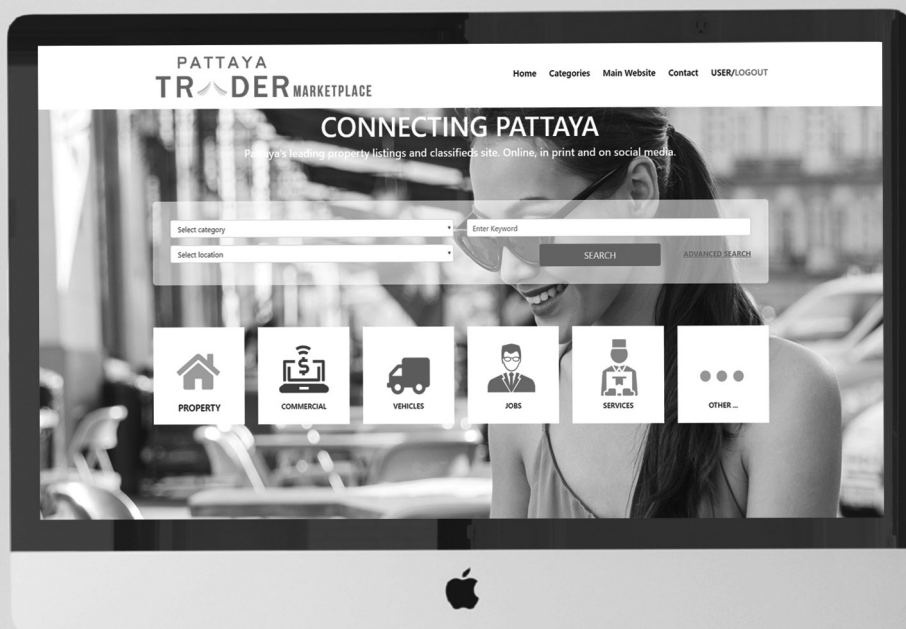 PATTAYA
TRADER MARKETPLACE
Home Categories Main Website Contact USER/LOGOUT
CONNECTING PATTAYA
Pattaya's leading property listings and classifieds site. Online, in print and on social media.
Select category Enter Keyword
Select location SEARCH ADVANCED SEARCH
PROPERTY COMMERCIAL VEHICLES JOBS SERVICES OTHER ...